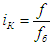 i_K = f / f_б